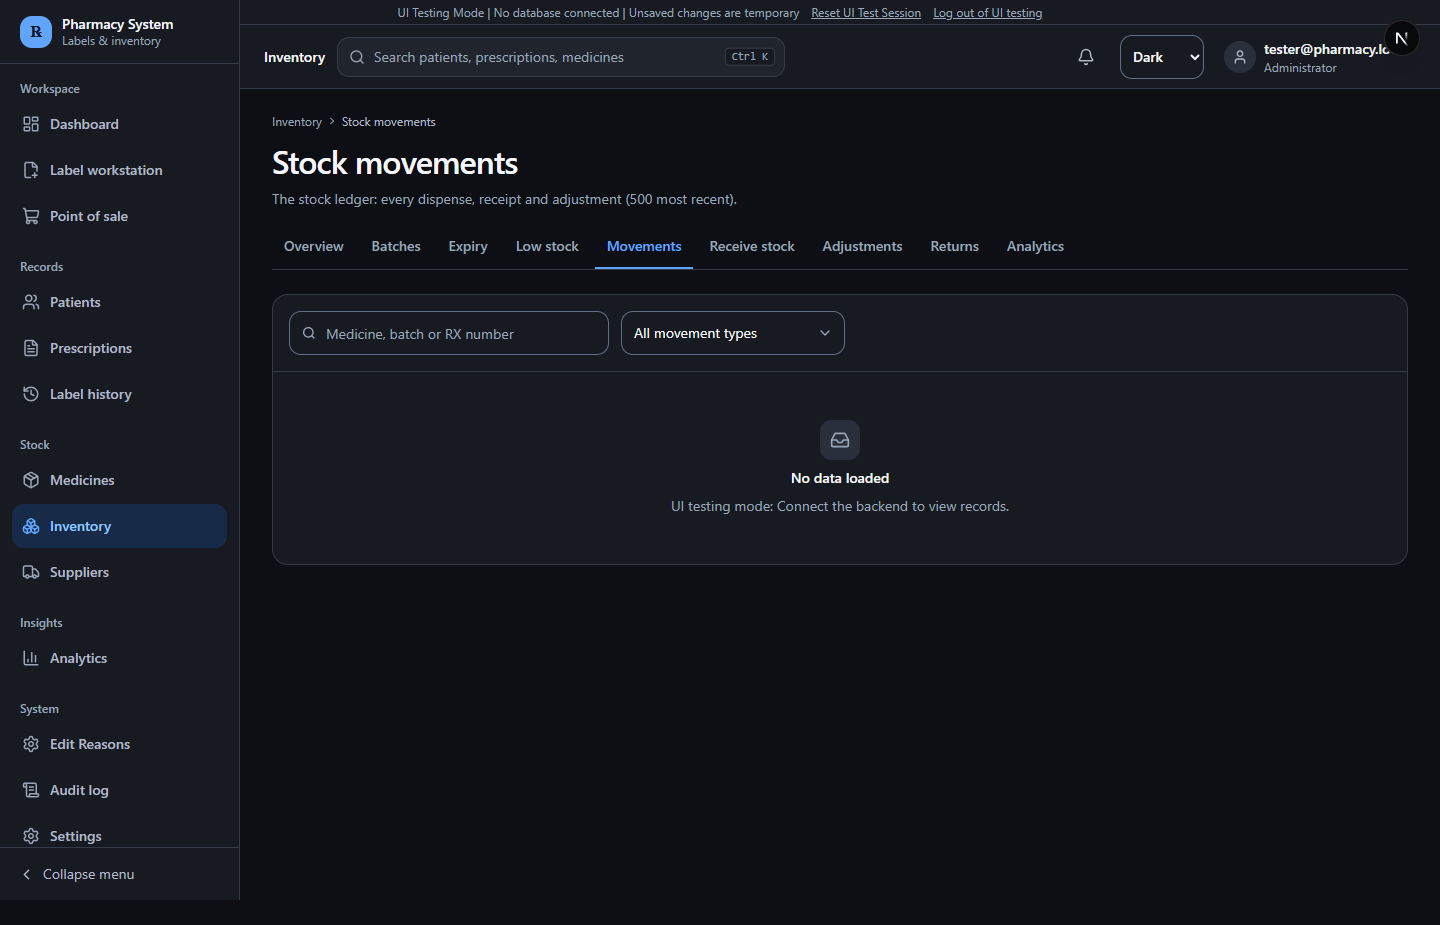 UI Testing Mode | No database connected | Unsaved changes are temporary Reset UI Test Session Log out of UI testing
Pharmacy System
Labels & inventory
Inventory
Search patients, prescriptions, medicines
Ctrl K
Dark
tester@pharmacy.lo
Administrator
N
Workspace
Dashboard
Label workstation
Point of sale
Records
Patients
Prescriptions
Label history
Stock
Medicines
Inventory
Suppliers
Insights
Analytics
System
Edit Reasons
Audit log
Settings
Collapse menu
Inventory > Stock movements
Stock movements
The stock ledger: every dispense, receipt and adjustment (500 most recent).
Overview Batches Expiry Low stock Movements Receive stock Adjustments Returns Analytics
Medicine, batch or RX number
All movement types
No data loaded
UI testing mode: Connect the backend to view records.